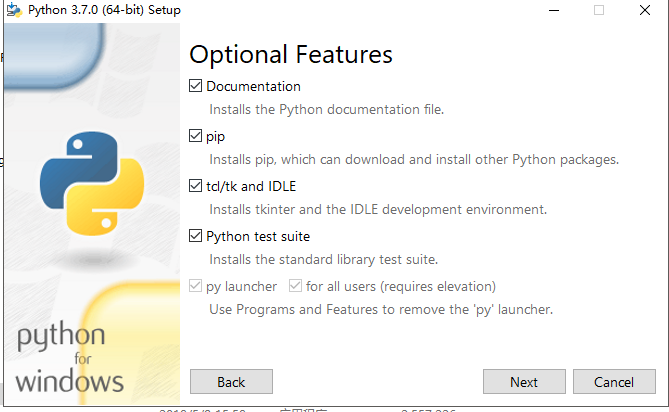 Python 3.7.0 (64-bit) Setup
Optional Features
Documentation
Installs the Python documentation file.
pip
Installs pip, which can download and install other Python packages.
tcl/tk and IDLE
Installs tkinter and the IDLE development environment.
Python test suite
Installs the standard library test suite.
py launcher for all users (requires elevation)
Use Programs and Features to remove the 'py' launcher.
python
for
windows
Back Next Cancel